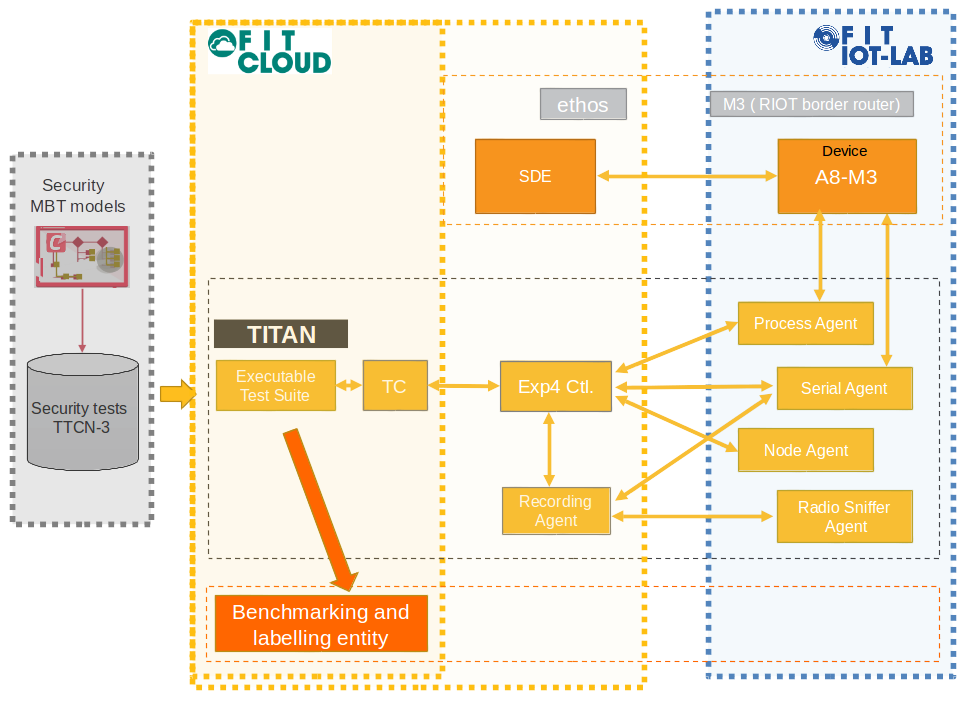 FIT
CLOUD
FIT
IOT-LAB
ethos
M3 ( RIOT border router)
SDE
Device
A8-M3
Security
MBT models
C
Security tests
TTCN-3
TITAN
Executable
Test Suite
TC
Exp4 Ctl.
Recording
Agent
Process Agent
Serial Agent
Node Agent
Radio Sniffer
Agent
Benchmarking and
labelling entity